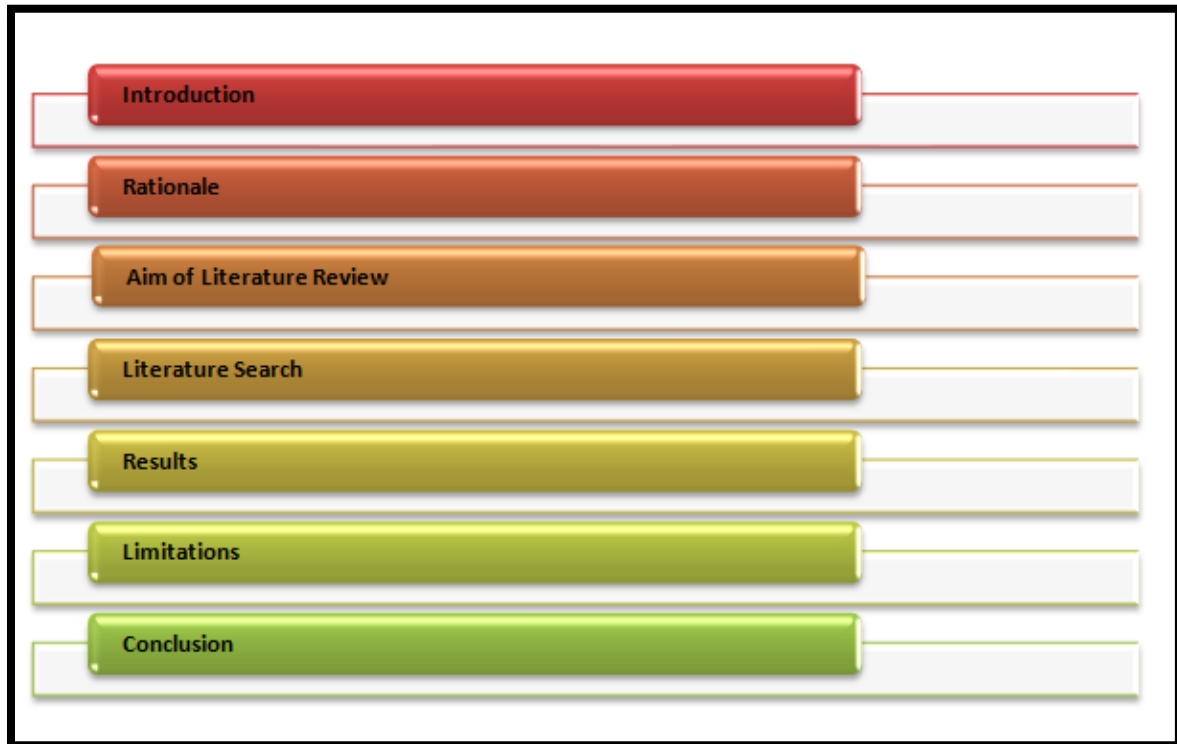 Introduction
Rationale
Aim of Literature Review
Literature Search
Results
Limitations
Conclusion